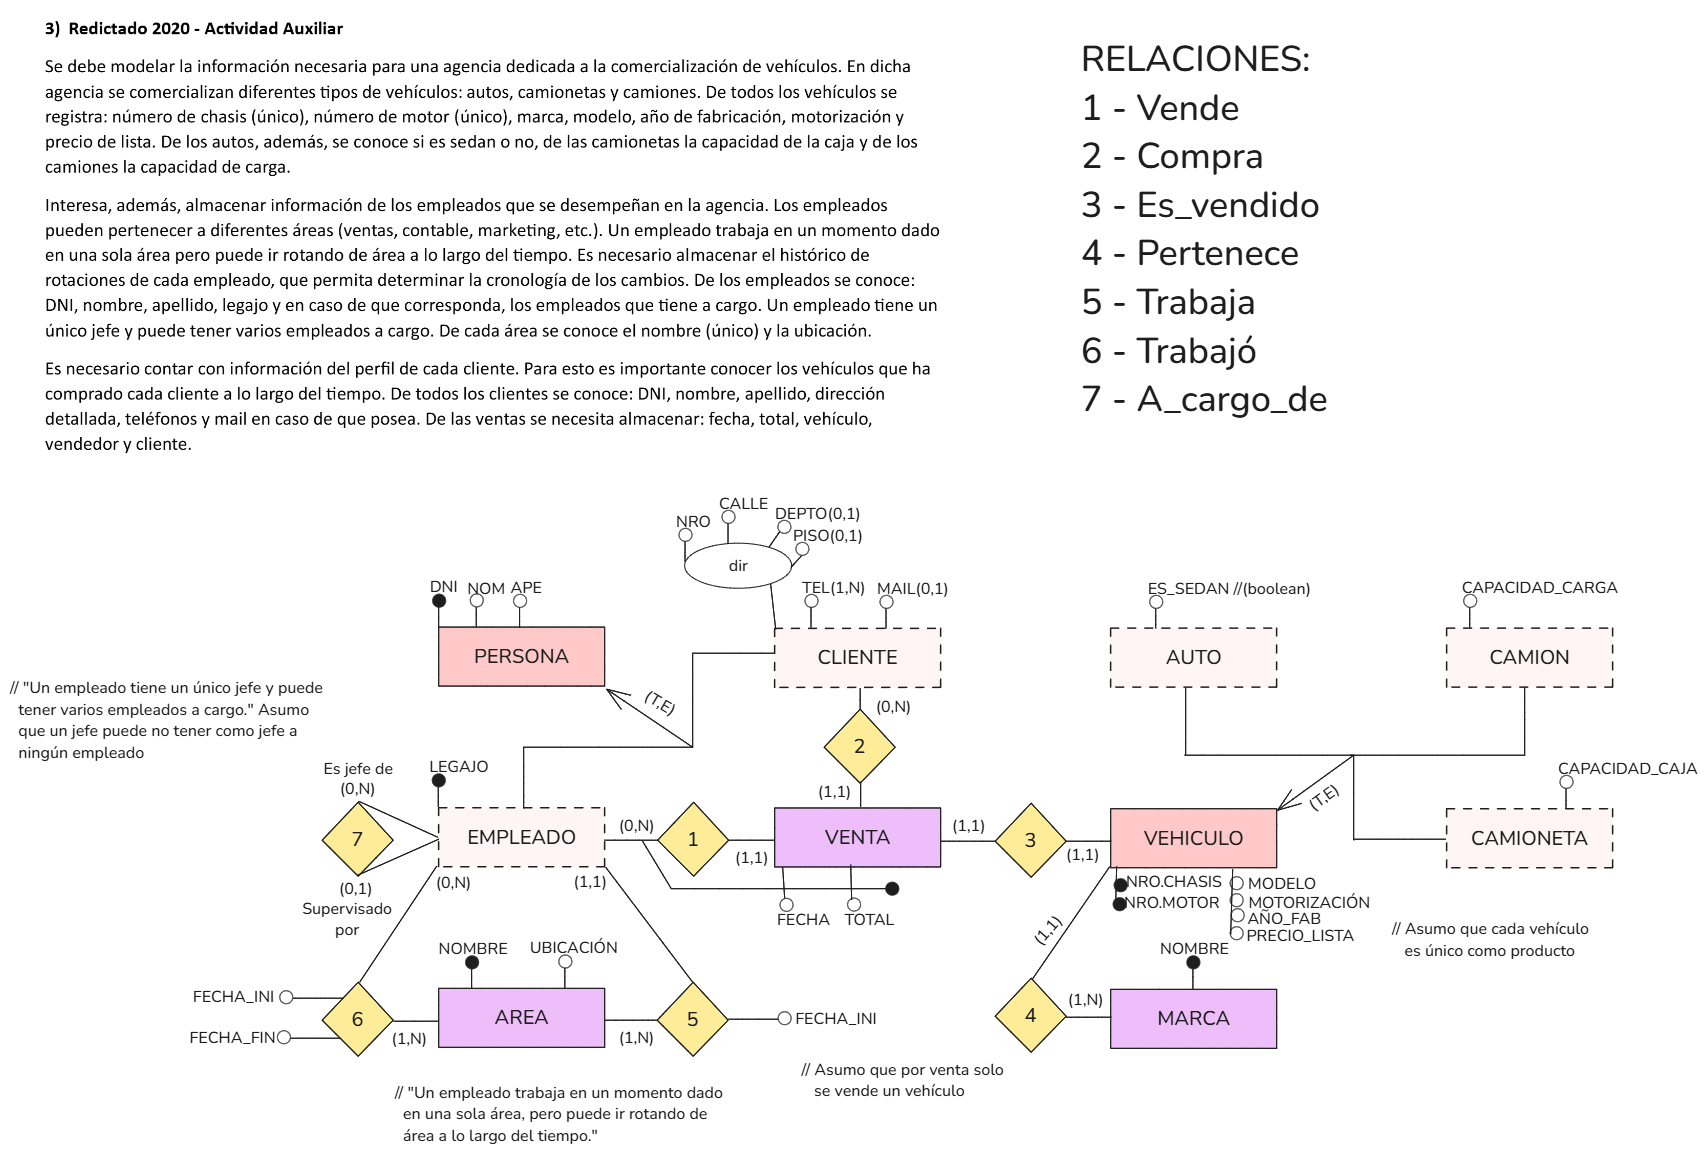 3) Redictado 2020 - Actividad Auxiliar
Se debe modelar la información necesaria para una agencia dedicada a la comercialización de vehículos. En dicha
agencia se comercializan diferentes tipos de vehículos: autos, camionetas y camiones. De todos los vehículos se
registra: número de chasis (único), número de motor (único), marca, modelo, año de fabricación, motorización y
precio de lista. De los autos, además, se conoce si es sedan o no, de las camionetas la capacidad de la caja y de los
camiones la capacidad de carga.
Interesa, además, almacenar información de los empleados que se desempeñan en la agencia. Los empleados
pueden pertenecer a diferentes áreas (ventas, contable, marketing, etc.). Un empleado trabaja en un momento dado
en una sola área pero puede ir rotando de área a lo largo del tiempo. Es necesario almacenar el histórico de
rotaciones de cada empleado, que permita determinar la cronología de los cambios. De los empleados se conoce:
DNI, nombre, apellido, legajo y en caso de que corresponda, los empleados que tiene a cargo. Un empleado tiene un
único jefe y puede tener varios empleados a cargo. De cada área se conoce el nombre (único) y la ubicación.
Es necesario contar con información del perfil de cada cliente. Para esto es importante conocer los vehículos que ha
comprado cada cliente a lo largo del tiempo. De todos los clientes se conoce: DNI, nombre, apellido, dirección
detallada, teléfonos y mail en caso de que posea. De las ventas se necesita almacenar: fecha, total, vehículo,
vendedor y cliente.
RELACIONES:
1 - Vende
2 - Compra
3 - Es_vendido
4 - Pertenece
5 - Trabaja
6 - Trabajó
7 - A_cargo_de
CALLE
NRO
DEPTO(0,1)
PISO(0,1)
dir
DNI
NOM
APE
TEL(1,N)
MAIL(0,1)
ES_SEDAN //(boolean)
CAPACIDAD_CARGA
PERSONA
CLIENTE
AUTO
CAMION
// "Un empleado tiene un único jefe y puede
tener varios empleados a cargo." Asumo
que un jefe puede no tener como jefe a
ningún empleado
(T,E)
(0,N)
2
(1,1)
Es jefe de
(0,N)
LEGAJO
CAPACIDAD_CAJA
(T,E)
7
EMPLEADO
(0,N)
1
(1,1)
VENTA
(1,1)
3
(1,1)
VEHICULO
CAMIONETA
(0,1)
Supervisado
por
(0,N)
(1,1)
FECHA
TOTAL
NRO.CHASIS
NRO.MOTOR
MODELO
MOTORIZACIÓN
AÑO_FAB
PRECIO_LISTA
// Asumo que cada vehículo
es único como producto
(1,1)
NOMBRE
UBICACIÓN
NOMBRE
FECHA_INI
FECHA_FIN
6
(1,N)
AREA
(1,N)
5
FECHA_INI
4
(1,N)
MARCA
// Asumo que por venta solo
se vende un vehículo
// "Un empleado trabaja en un momento dado
en una sola área, pero puede ir rotando de
área a lo largo del tiempo."